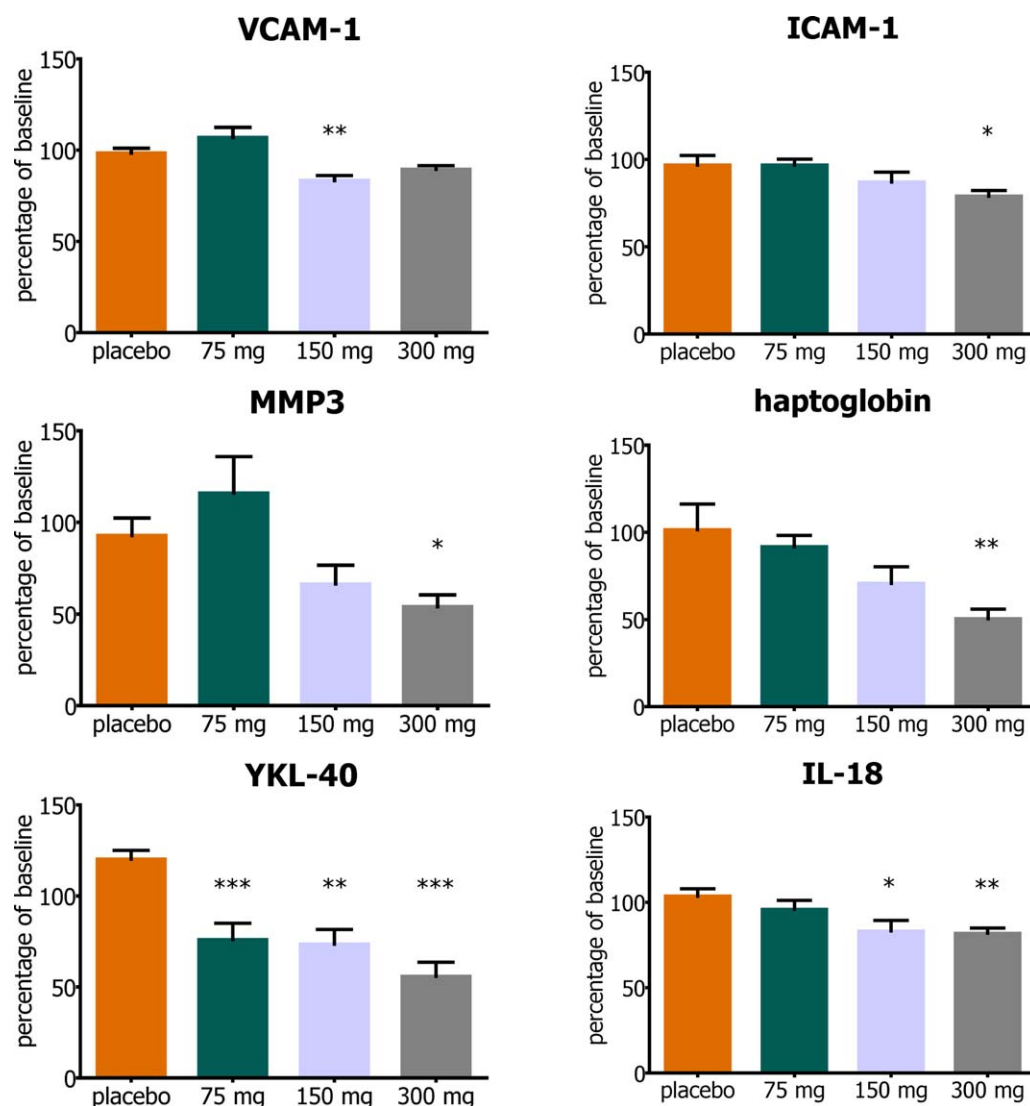 VCAM-1
percentage of baseline
150
100
50
0
**
placebo 75 mg 150 mg 300 mg
ICAM-1
percentage of baseline
150
100
50
0
*
placebo 75 mg 150 mg 300 mg
MMP3
percentage of baseline
150
100
50
0
*
placebo 75 mg 150 mg 300 mg
haptoglobin
percentage of baseline
150
100
50
0
**
placebo 75 mg 150 mg 300 mg
YKL-40
percentage of baseline
150
100
50
0
*** ** ***
placebo 75 mg 150 mg 300 mg
IL-18
percentage of baseline
150
100
50
0
* **
placebo 75 mg 150 mg 300 mg